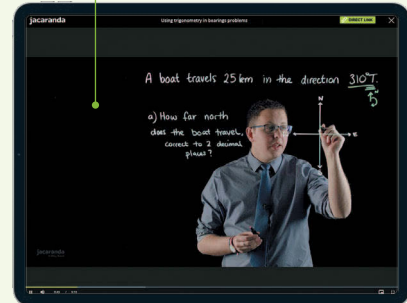 jacaranda
Using trigonometry in bearings problems
DIRECT LINK
A boat travels 25 km in the direction 310°T.
N
a) How far north
does the boat travel,
correct to 2 decimal
places?
E
jacaranda